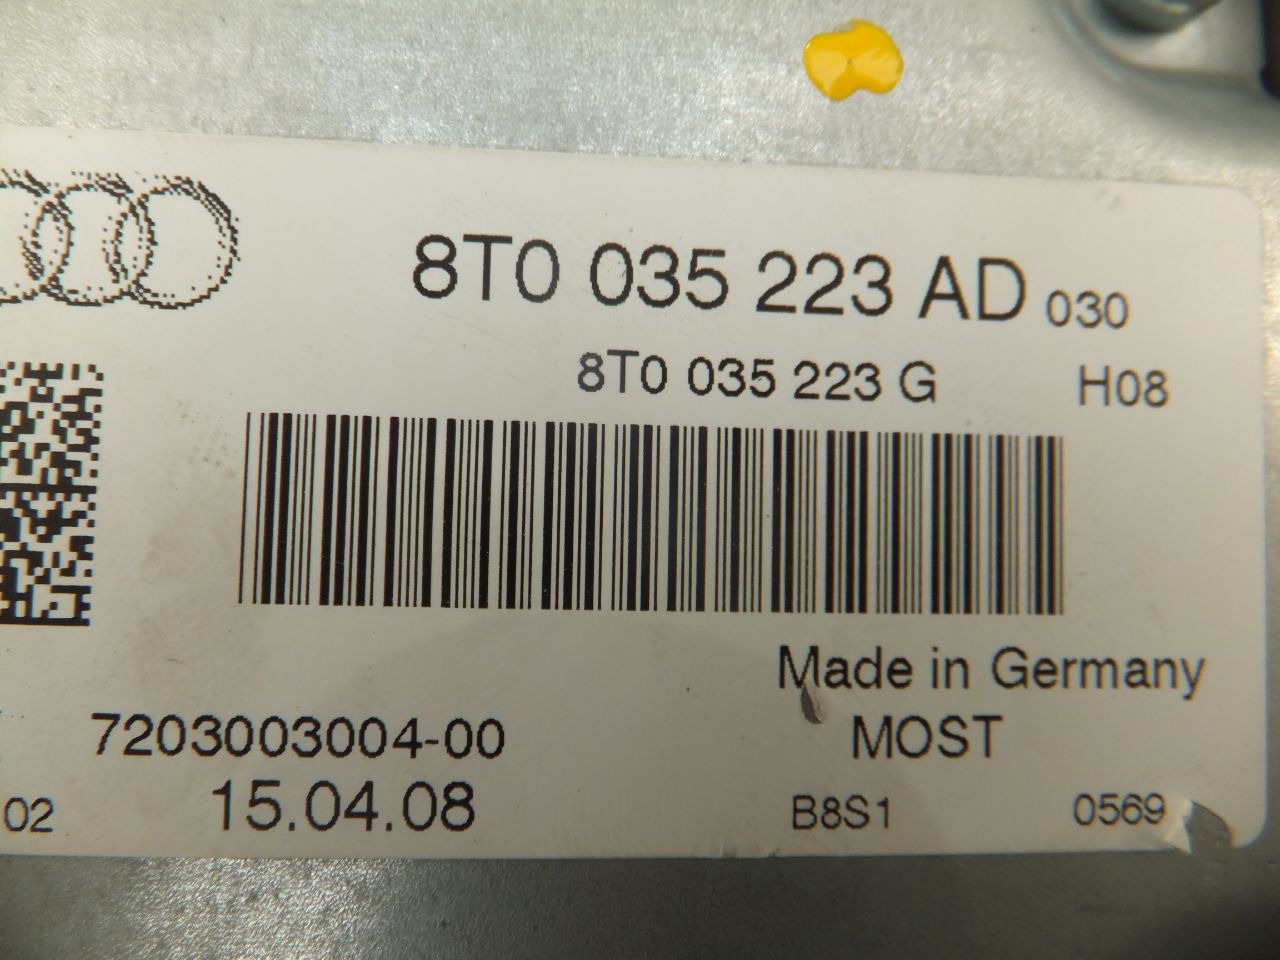 8T0 035 223 AD 030
8T0 035 223 G H08
Made in Germany
7203003004-00 MOST
02 15.04.08 B8S1 0569